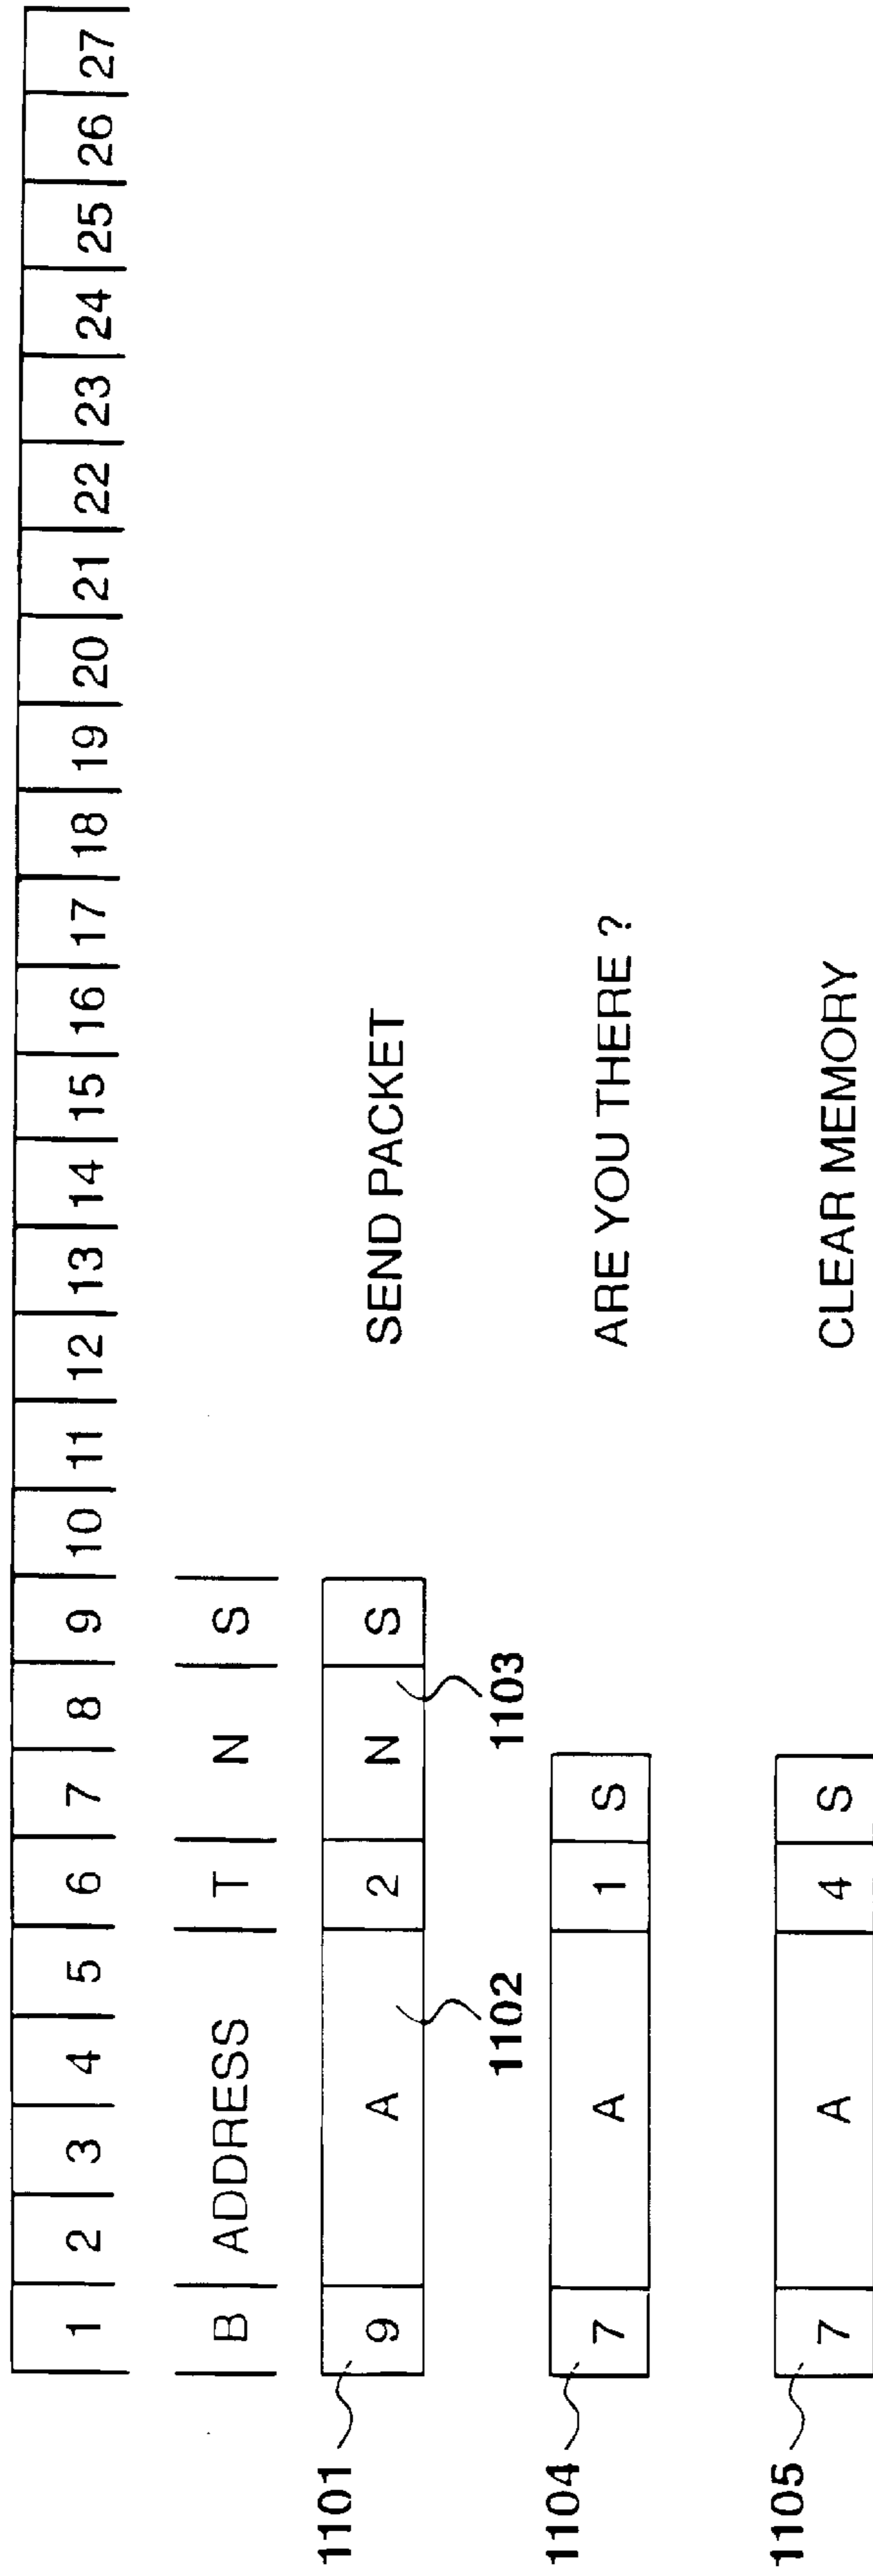 1 2 3 4 5 6 7 8 9 10 11 12 13 14 15 16 17 18 19 20 21 22 23 24 25 26 27
B ADDRESS T N S
1101 9 A 2 N S SEND PACKET
1102 1103
1104 7 A 1 S ARE YOU THERE ?
1105 7 A 4 S CLEAR MEMORY